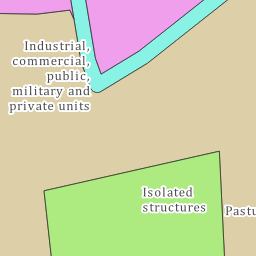 Industrial,
commercial,
public,
military and
private units
Isolated
structures
Pastu